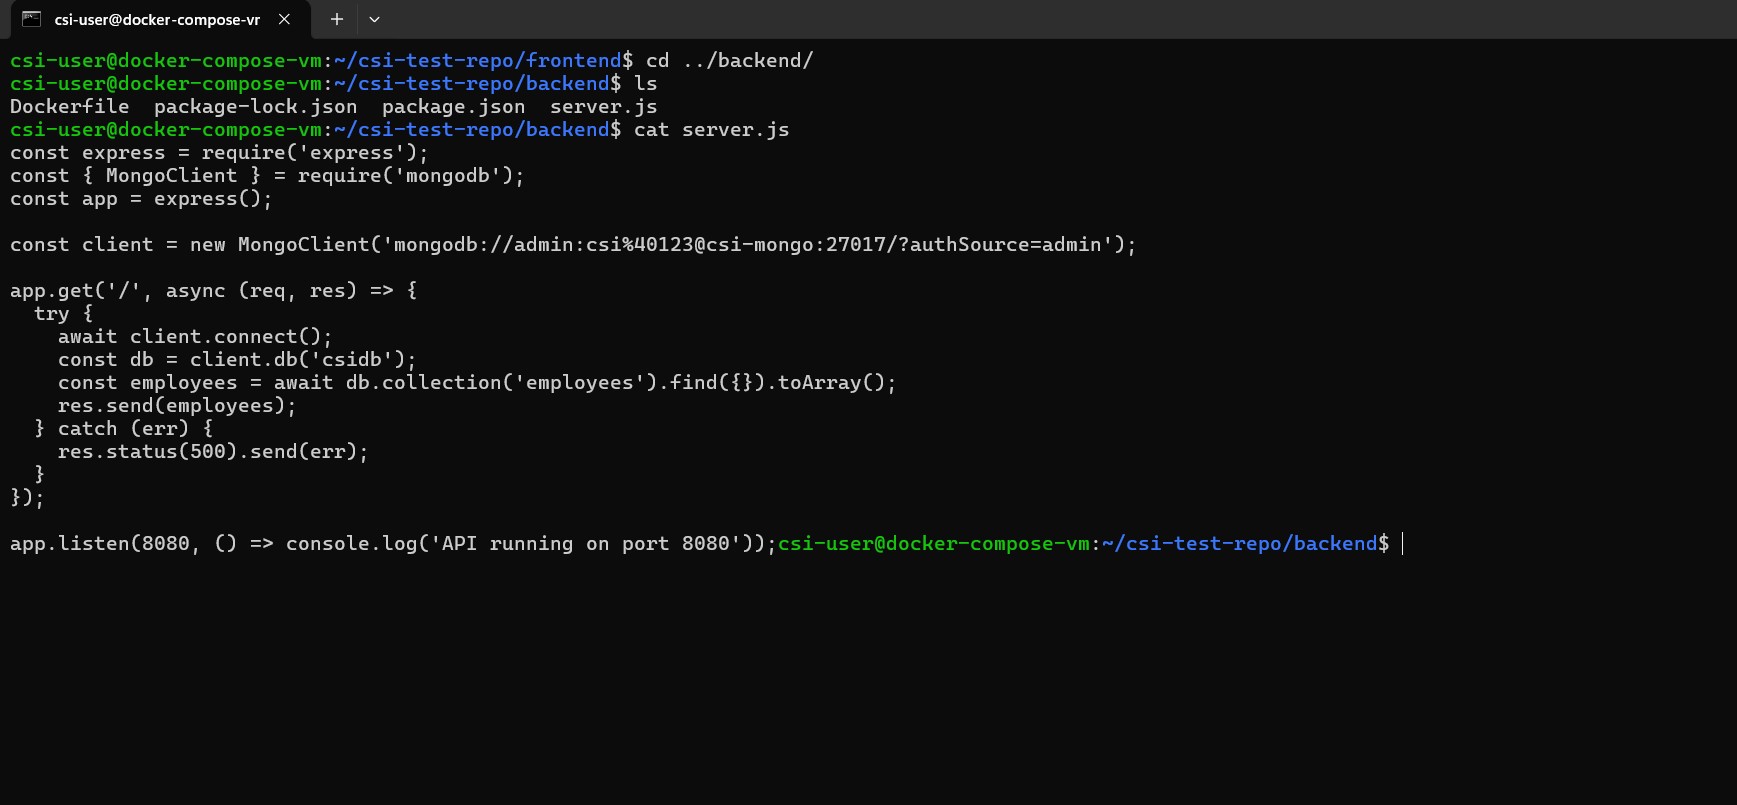 csi-user@docker-compose-vr
csi-user@docker-compose-vm:~/csi-test-repo/frontend$ cd ../backend/
csi-user@docker-compose-vm:~/csi-test-repo/backend$ ls
Dockerfile  package-lock.json  package.json  server.js
csi-user@docker-compose-vm:~/csi-test-repo/backend$ cat server.js
const express = require('express');
const { MongoClient } = require('mongodb');
const app = express();

const client = new MongoClient('mongodb://admin:csi%40123@csi-mongo:27017/?authSource=admin');

app.get('/', async (req, res) => {
  try {
    await client.connect();
    const db = client.db('csidb');
    const employees = await db.collection('employees').find({}).toArray();
    res.send(employees);
  } catch (err) {
    res.status(500).send(err);
  }
});

app.listen(8080, () => console.log('API running on port 8080'));csi-user@docker-compose-vm:~/csi-test-repo/backend$